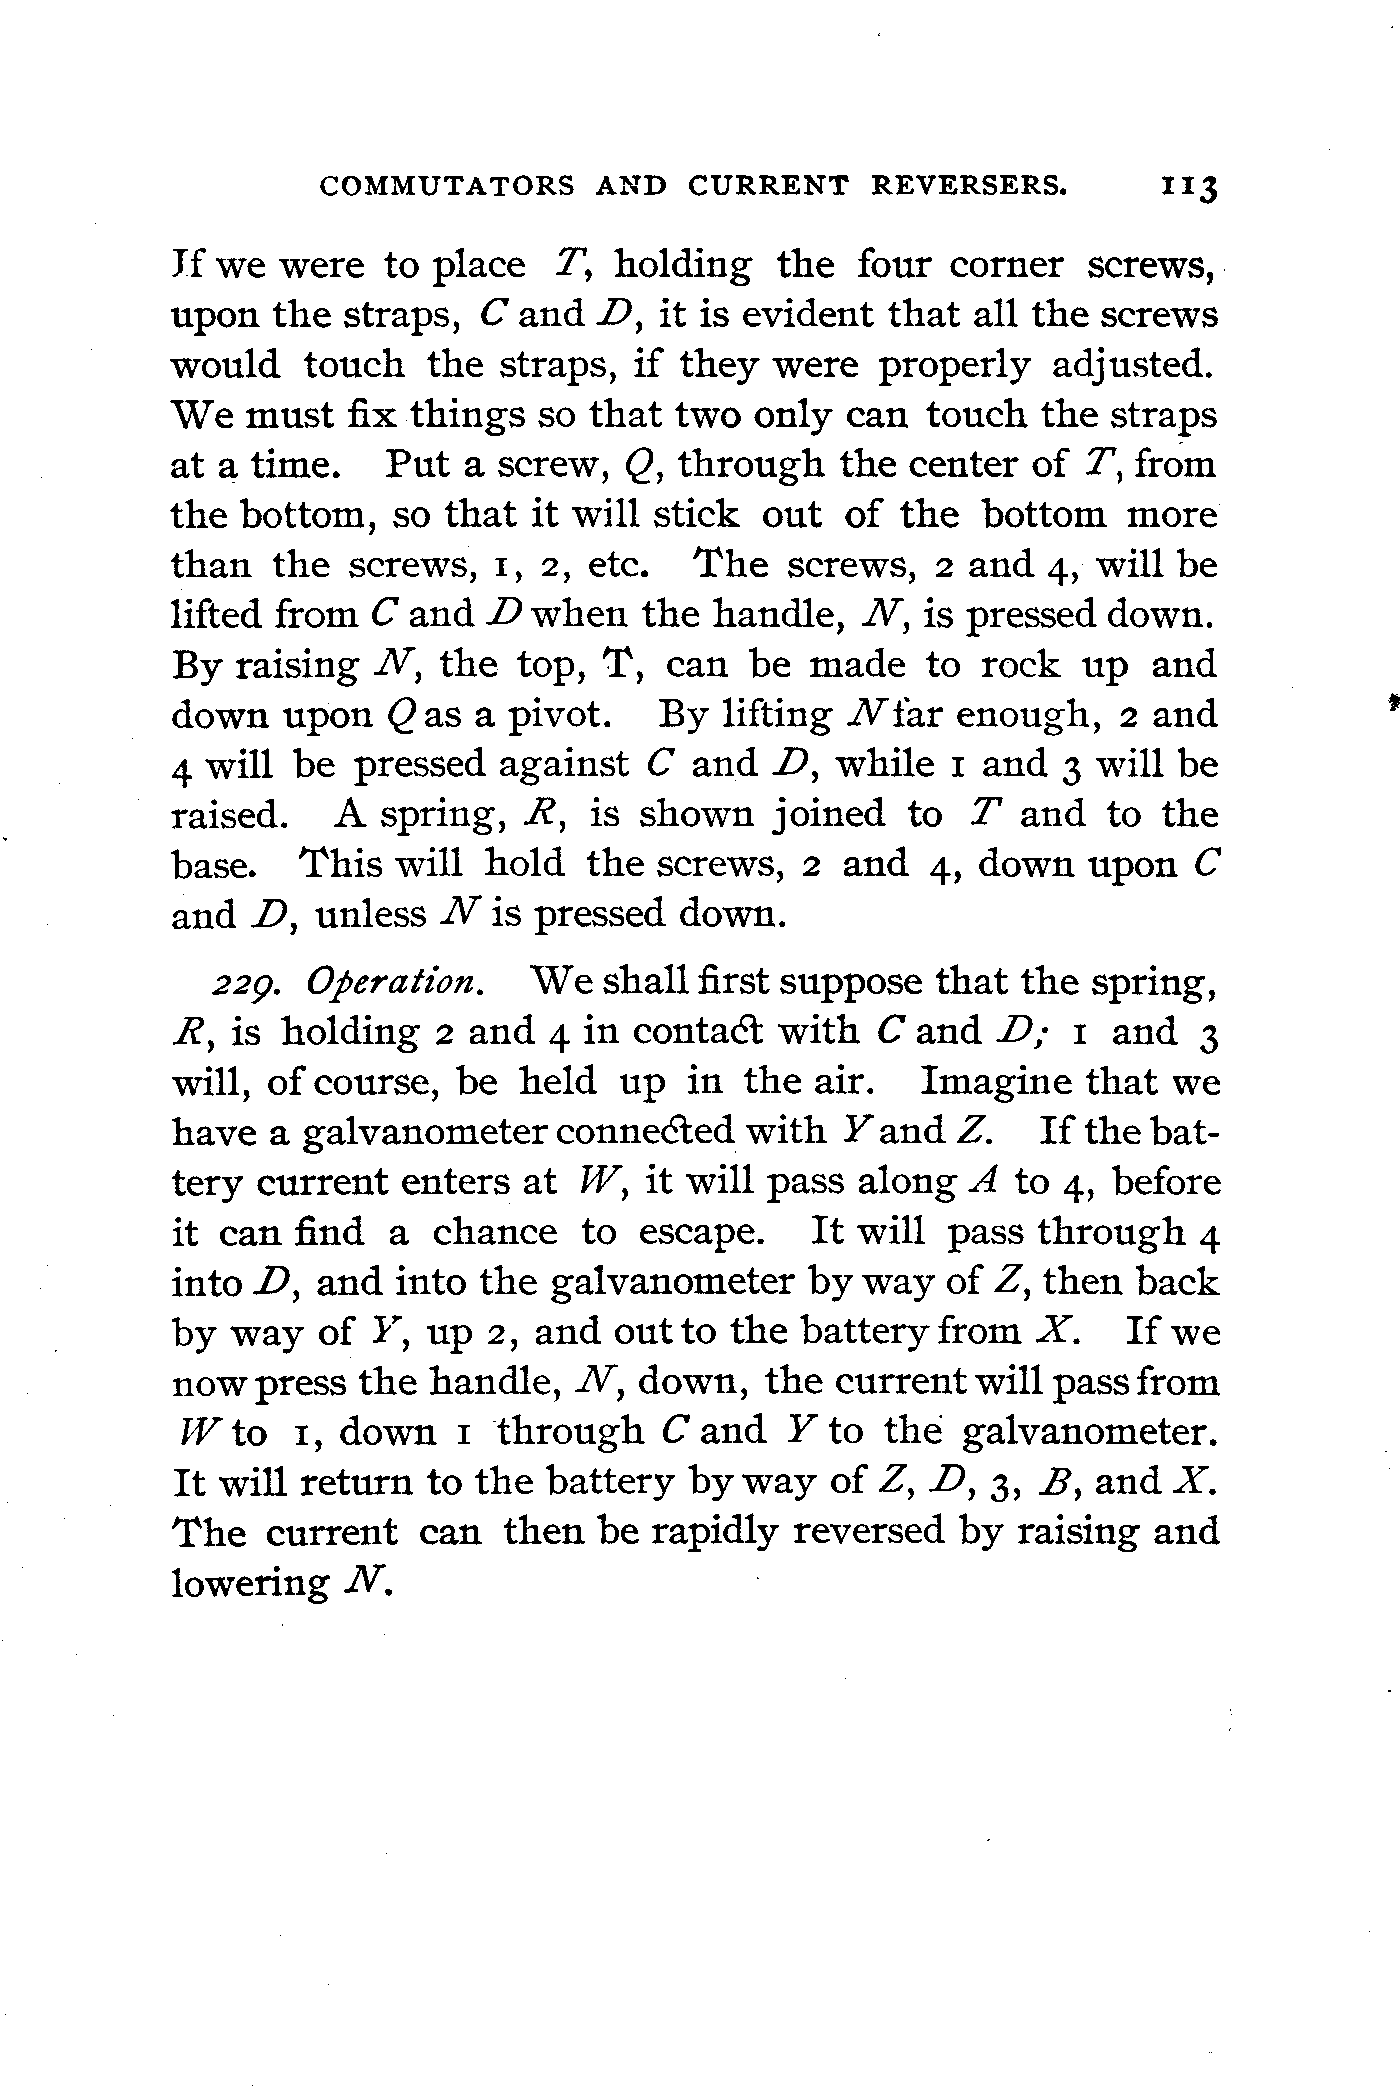 COMMUTATORS AND CURRENT REVERSERS. 113
If we were to place T, holding the four corner screws,
upon the straps, C and D, it is evident that all the screws
would touch the straps, if they were properly adjusted.
We must fix things so that two only can touch the straps
at a time. Put a screw, Q, through the center of T, from
the bottom, so that it will stick out of the bottom more
than the screws, 1, 2, etc. The screws, 2 and 4, will be
lifted from C and D when the handle, N, is pressed down.
By raising N, the top, T, can be made to rock up and
down upon Q as a pivot. By lifting N far enough, 2 and
4 will be pressed against C and D, while 1 and 3 will be
raised. A spring, R, is shown joined to T and to the
base. This will hold the screws, 2 and 4, down upon C
and D, unless N is pressed down.
229. Operation. We shall first suppose that the spring,
R, is holding 2 and 4 in contact with C and D; 1 and 3
will, of course, be held up in the air. Imagine that we
have a galvanometer connected with Y and Z. If the bat-
tery current enters at W, it will pass along A to 4, before
it can find a chance to escape. It will pass through 4
into D, and into the galvanometer by way of Z, then back
by way of Y, up 2, and out to the battery from X. If we
now press the handle, N, down, the current will pass from
W to 1, down 1 through C and Y to the galvanometer.
It will return to the battery by way of Z, D, 3, B, and X.
The current can then be rapidly reversed by raising and
lowering N.